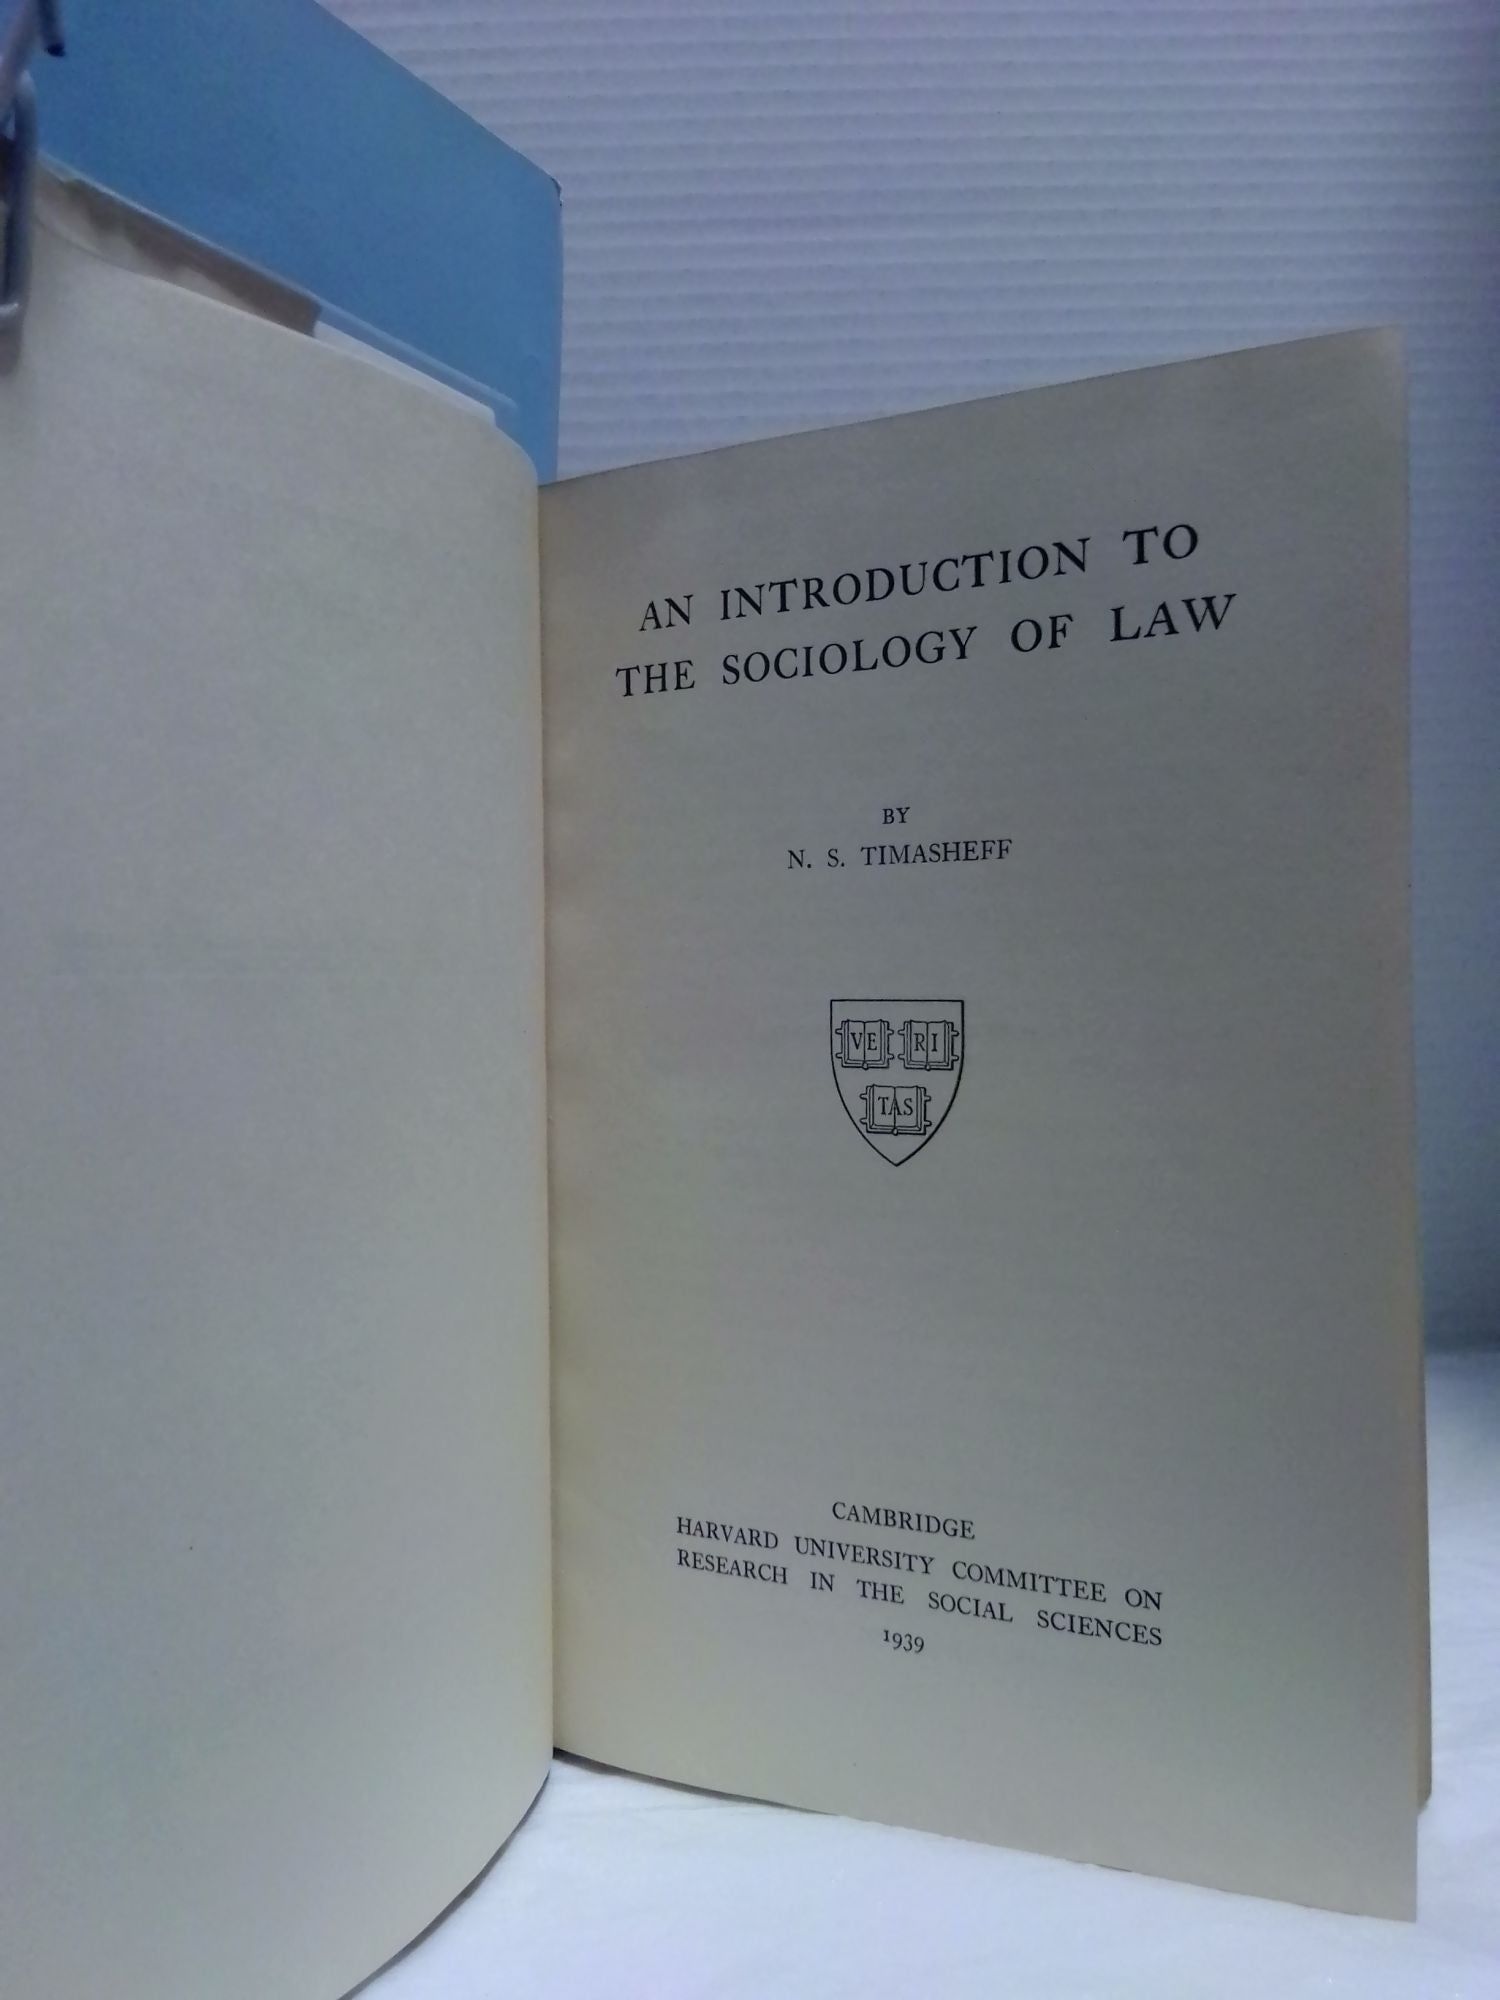 AN INTRODUCTION TO
THE SOCIOLOGY OF LAW
BY
N. S. TIMASHEFF
VE RI
TAS
CAMBRIDGE
HARVARD UNIVERSITY COMMITTEE ON
RESEARCH IN THE SOCIAL SCIENCES
1939